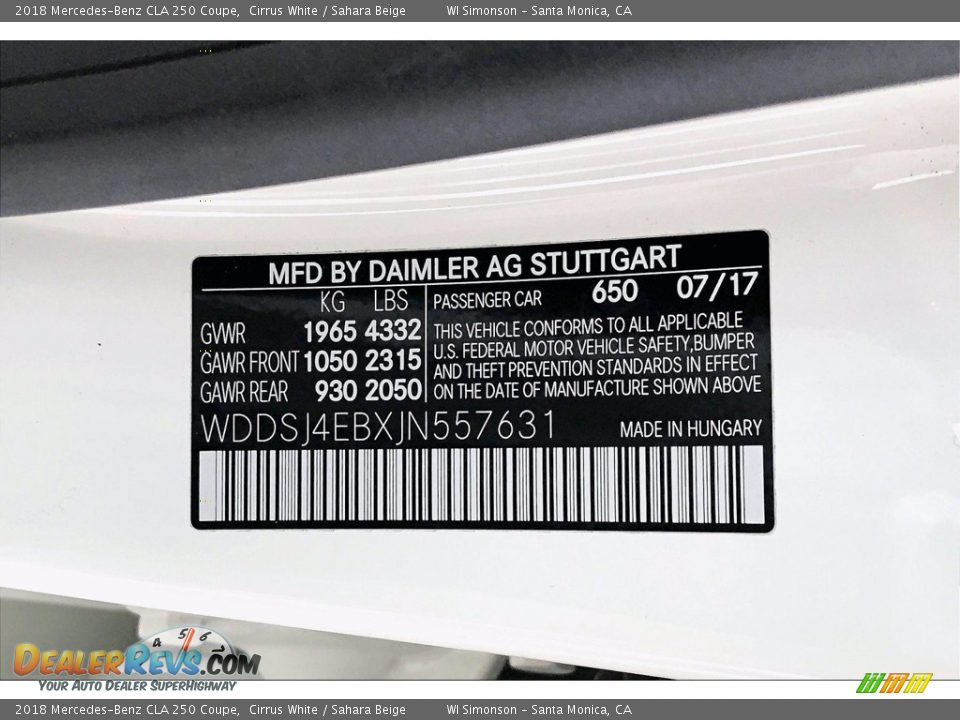 2018 Mercedes-Benz CLA 250 Coupe, Cirrus White / Sahara Beige WI Simonson - Santa Monica, CA
MFD BY DAIMLER AG STUTTGART
KG LBS
GVWR 1965 4332
GAWR FRONT 1050 2315
GAWR REAR 930 2050
PASSENGER CAR 650 07/17
THIS VEHICLE CONFORMS TO ALL APPLICABLE
U.S. FEDERAL MOTOR VEHICLE SAFETY,BUMPER
AND THEFT PREVENTION STANDARDS IN EFFECT
ON THE DATE OF MANUFACTURE SHOWN ABOVE
WDDSJ4EBXJN557631 MADE IN HUNGARY
4 5 6
DEALERREVS.COM
YOUR AUTO DEALER SUPERHIGHWAY
2018 Mercedes-Benz CLA 250 Coupe, Cirrus White / Sahara Beige WI Simonson - Santa Monica, CA